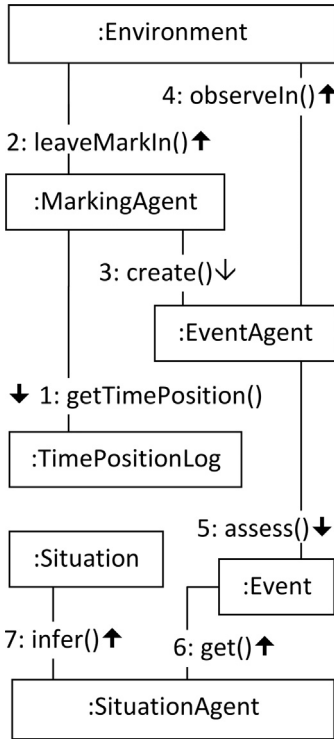 :Environment
4: observeIn()🡹
2: leaveMarkIn()🡹
:MarkingAgent
3: create()↓
:EventAgent
🡻 1: getTimePosition()
:TimePositionLog
5: assess()🡻
:Situation
:Event
7: infer()🡹
6: get()🡹
:SituationAgent